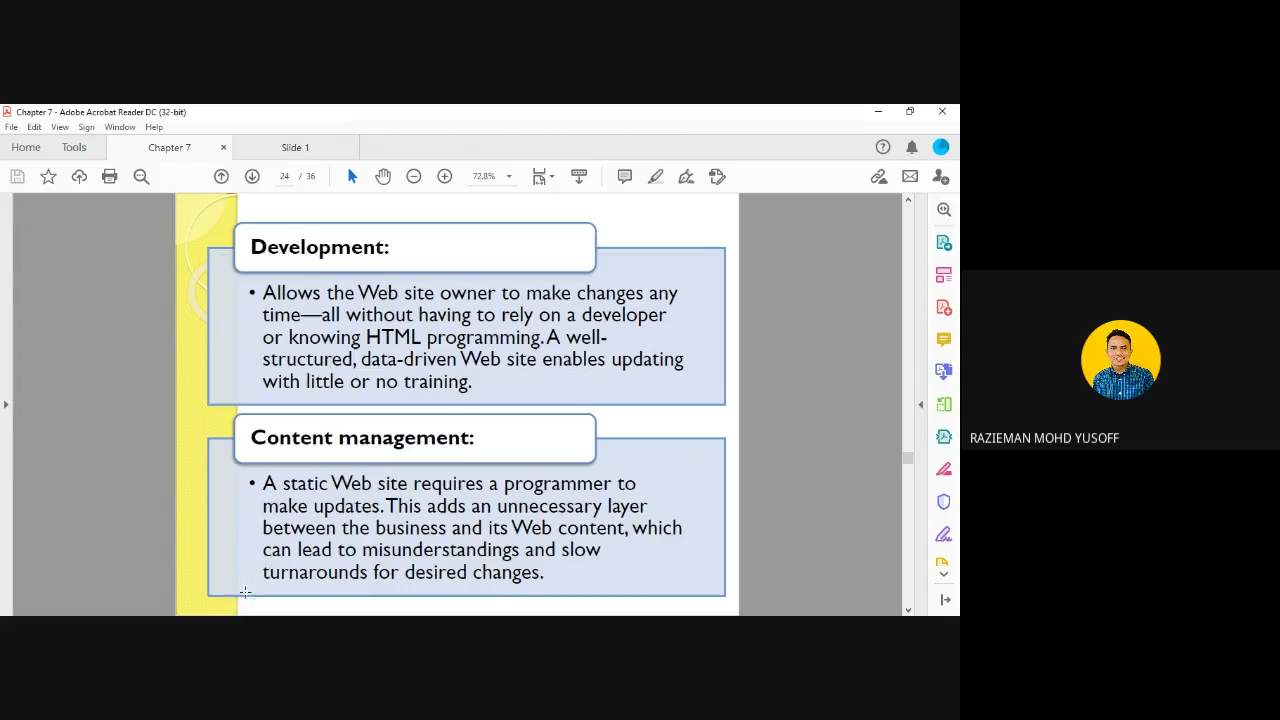 Chapter 7 - Adobe Acrobat Reader DC (32-bit)
File Edit View Sign Window Help
Home Tools Chapter 7 × Slide 1
24 / 36 72.8%
Development:
• Allows the Web site owner to make changes any
time—all without having to rely on a developer
or knowing HTML programming. A well-
structured, data-driven Web site enables updating
with little or no training.
Content management:
• A static Web site requires a programmer to
make updates. This adds an unnecessary layer
between the business and its Web content, which
can lead to misunderstandings and slow
turnarounds for desired changes.
RAZIEMAN MOHD YUSOFF